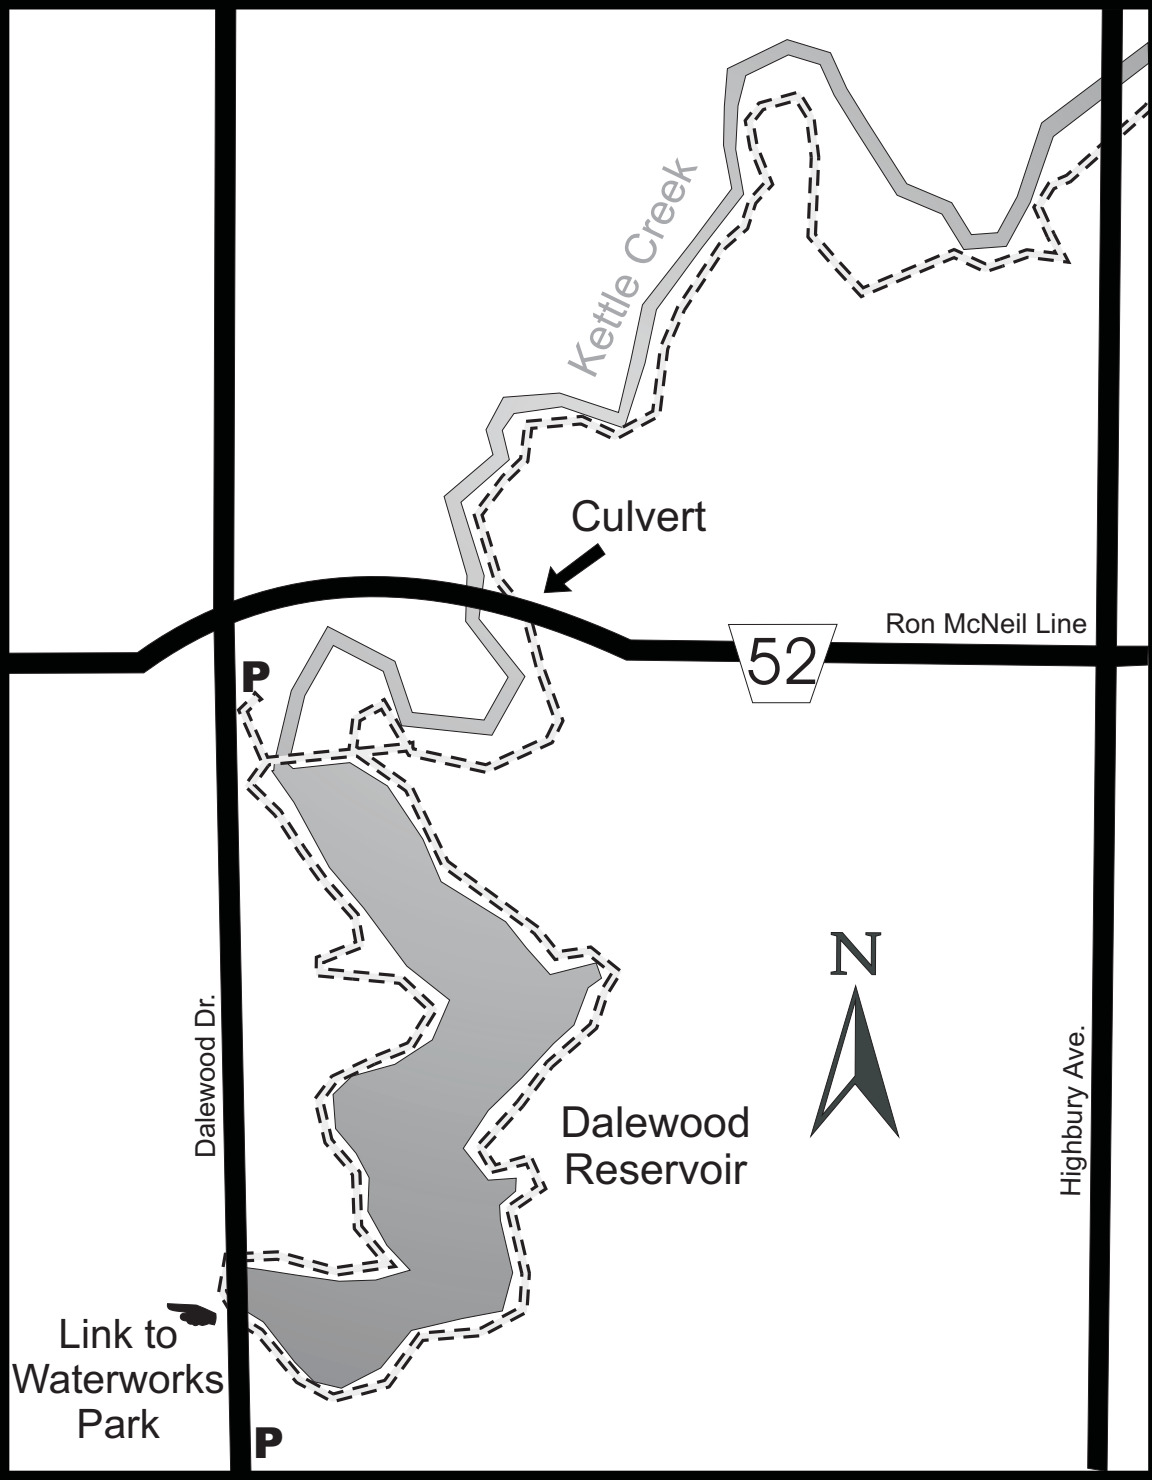 Kettle Creek
Culvert
Ron McNeil Line
52
P
N
Dalewood Dr.
Highbury Ave.
Dalewood
Reservoir
Link to
Waterworks
Park
P